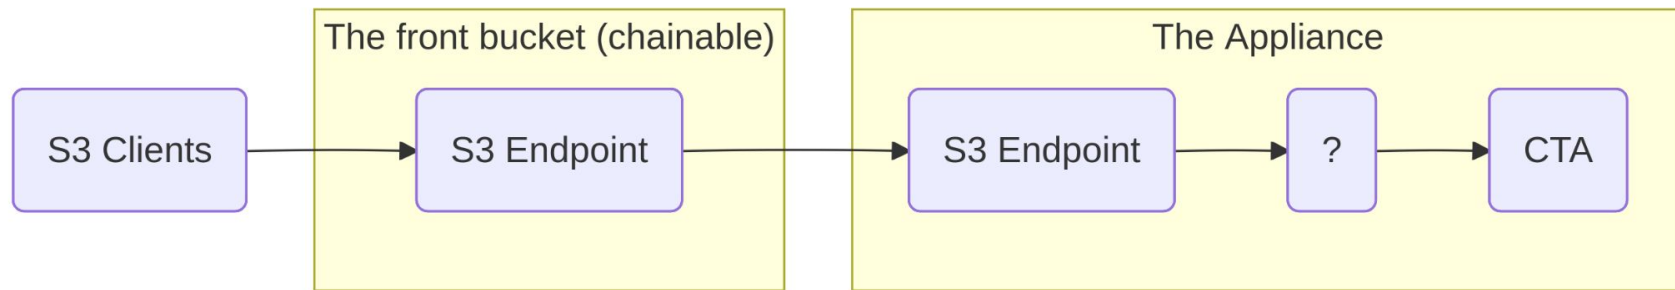 The front bucket (chainable)
The Appliance
S3 Clients
S3 Endpoint
S3 Endpoint
?
CTA